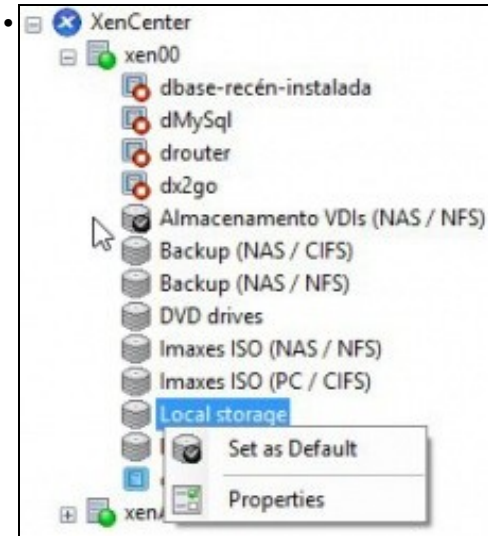 XenCenter
xen00
dbase-recén-instalada
dMySql
drouter
dx2go
Almacenamento VDIs (NAS / NFS)
Backup (NAS / CIFS)
Backup (NAS / NFS)
DVD drives
Imaxes ISO (NAS / NFS)
Imaxes ISO (PC / CIFS)
Local storage
Set as Default
Properties